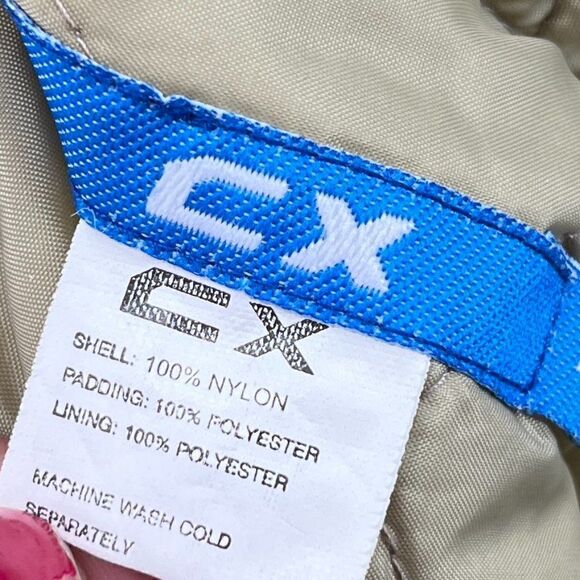 CX
CX
SHELL: 100% NYLON
PADDING: 100% POLYESTER
LINING: 100% POLYESTER
MACHINE WASH COLD
SEPARATELY